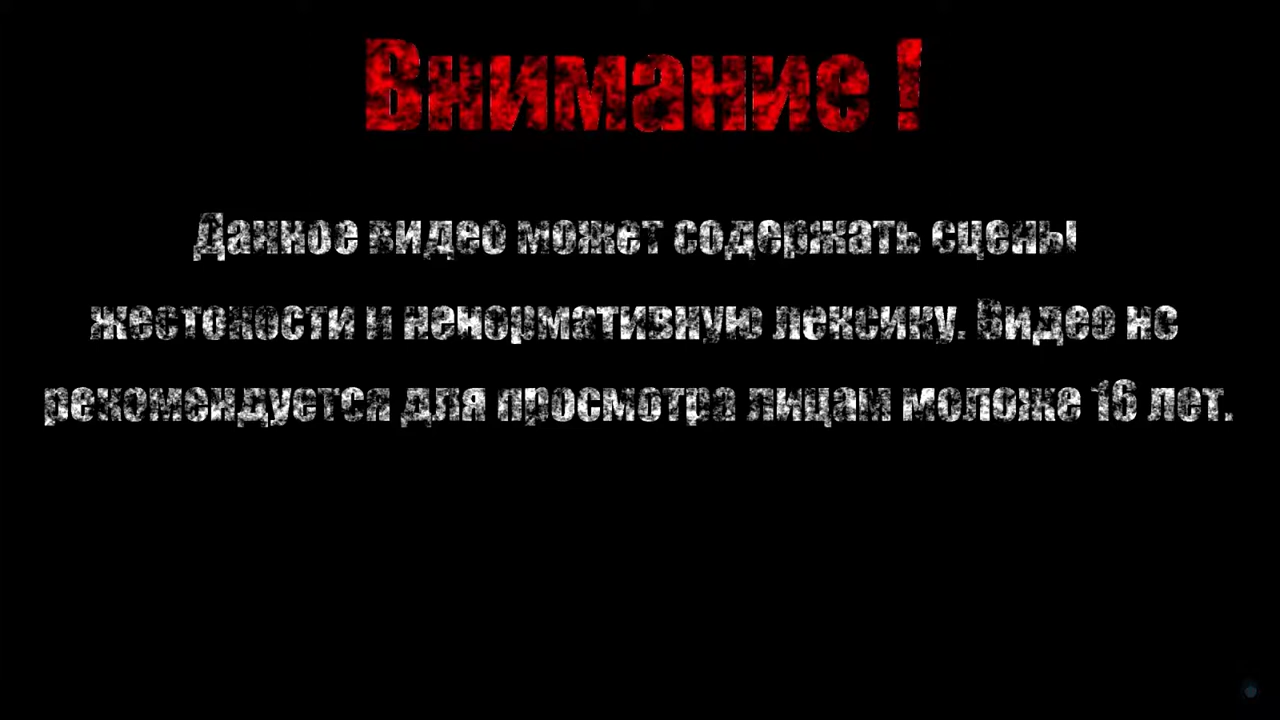 Внимание !
Данное видео может содержать сцены
жестокости и ненормативную лексику. Видео не
рекомендуется для просмотра лицам моложе 16 лет.